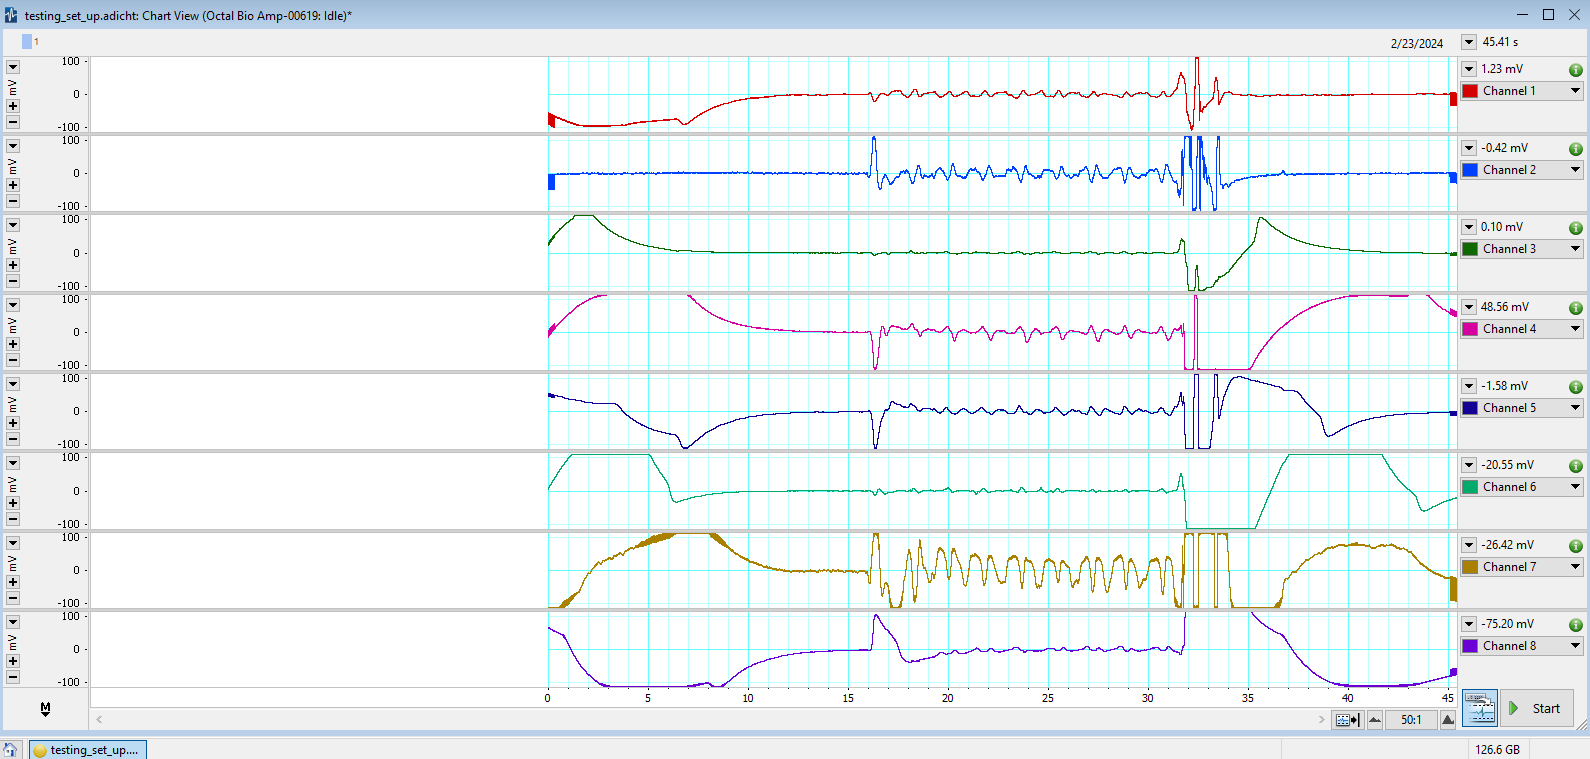 testing_set_up.adicht: Chart View (Octal Bio Amp-00619: Idle)*
1
2/23/2024
45.41 s
100
0
-100
mV
1.23 mV
Channel 1
100
0
-100
mV
-0.42 mV
Channel 2
100
0
-100
mV
0.10 mV
Channel 3
100
0
-100
mV
48.56 mV
Channel 4
100
0
-100
mV
-1.58 mV
Channel 5
100
0
-100
mV
-20.55 mV
Channel 6
100
0
-100
mV
-26.42 mV
Channel 7
100
0
-100
mV
-75.20 mV
Channel 8
0 5 10 15 20 25 30 35 40 45
M
50:1
Start
testing_set_up....
126.6 GB